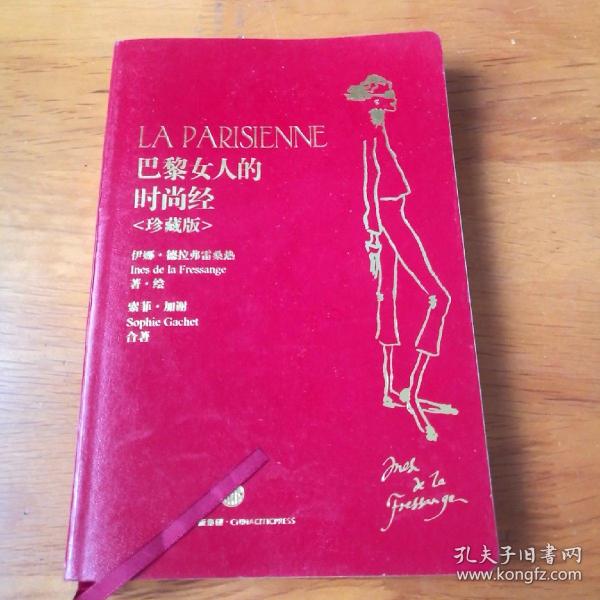 LA PARISIENNE
巴黎女人的
时尚经
<珍藏版>
伊娜·德拉弗雷桑热
Ines de la Fressange
著·绘
索菲·加谢
Sophie Gachet
合著
Ines
de la
Fressange
CHINACITICPRESS
孔夫子旧书网
www.kongfz.com